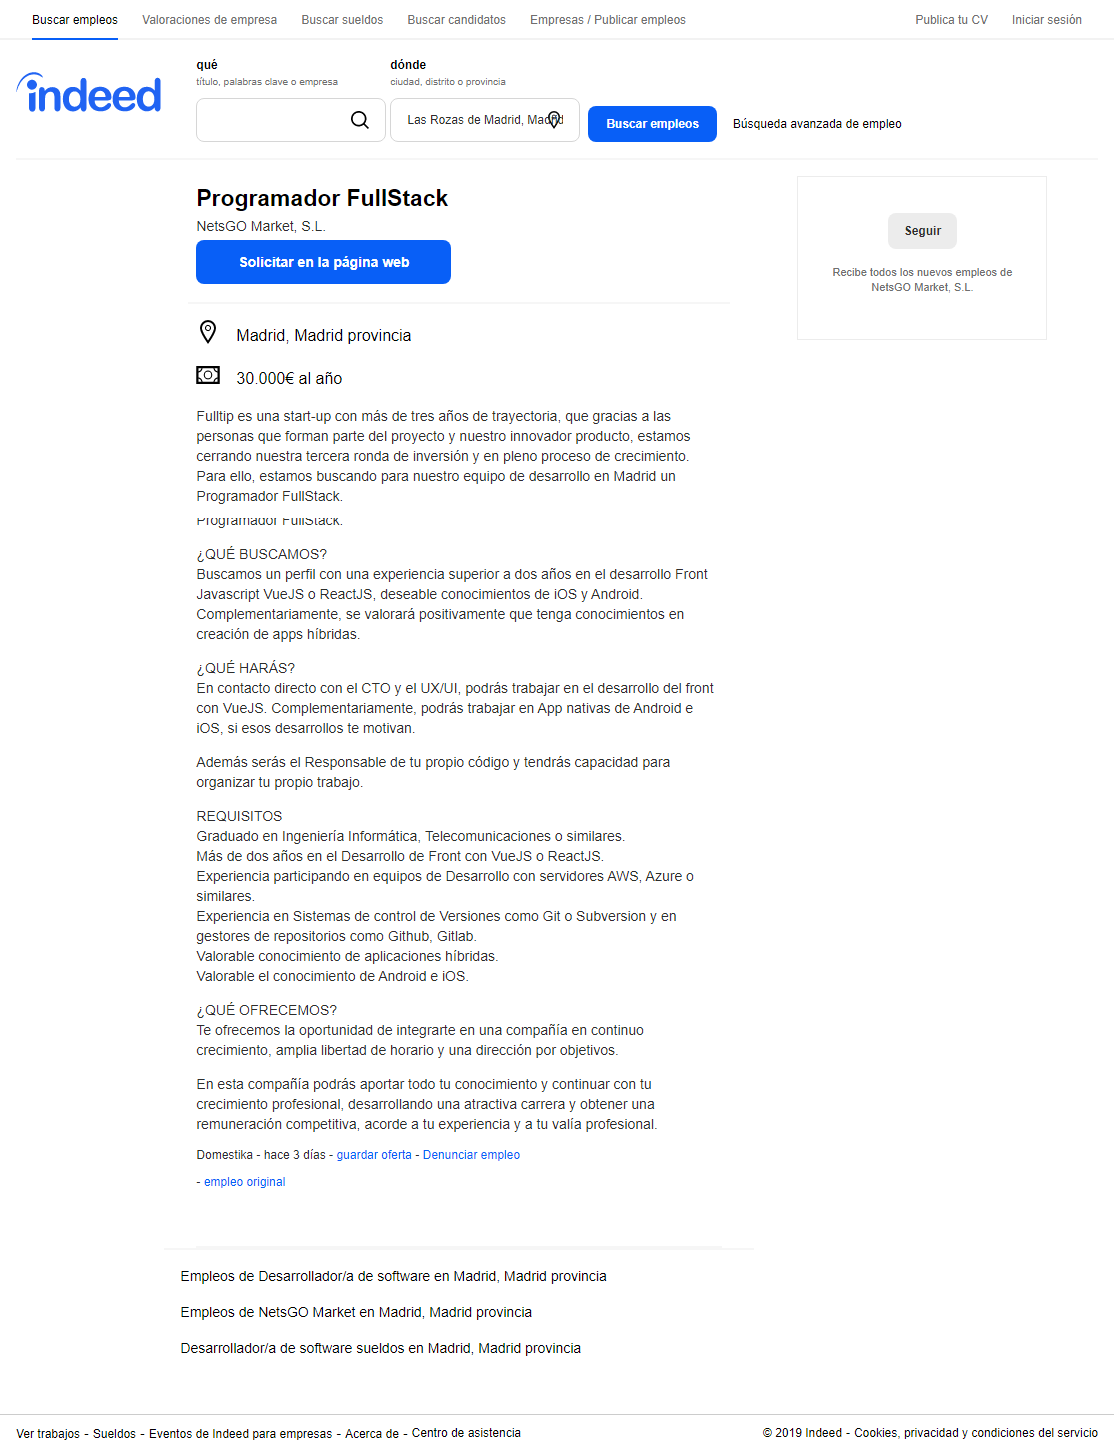 Buscar empleos Valoraciones de empresa Buscar sueldos Buscar candidatos Empresas / Publicar empleos Publica tu CV Iniciar sesión
indeed
qué dónde
título, palabras clave o empresa ciudad, distrito o provincia
Las Rozas de Madrid, Madrid Buscar empleos Búsqueda avanzada de empleo
Programador FullStack
NetsGO Market, S.L.
Solicitar en la página web
Seguir
Recibe todos los nuevos empleos de
NetsGO Market, S.L.
Madrid, Madrid provincia
30.000€ al año
Fulltip es una start-up con más de tres años de trayectoria, que gracias a las
personas que forman parte del proyecto y nuestro innovador producto, estamos
cerrando nuestra tercera ronda de inversión y en pleno proceso de crecimiento.
Para ello, estamos buscando para nuestro equipo de desarrollo en Madrid un
Programador FullStack.
Programador FullStack.
¿QUÉ BUSCAMOS?
Buscamos un perfil con una experiencia superior a dos años en el desarrollo Front
Javascript VueJS o ReactJS, deseable conocimientos de iOS y Android.
Complementariamente, se valorará positivamente que tenga conocimientos en
creación de apps híbridas.
¿QUÉ HARÁS?
En contacto directo con el CTO y el UX/UI, podrás trabajar en el desarrollo del front
con VueJS. Complementariamente, podrás trabajar en App nativas de Android e
iOS, si esos desarrollos te motivan.
Además serás el Responsable de tu propio código y tendrás capacidad para
organizar tu propio trabajo.
REQUISITOS
Graduado en Ingeniería Informática, Telecomunicaciones o similares.
Más de dos años en el Desarrollo de Front con VueJS o ReactJS.
Experiencia participando en equipos de Desarrollo con servidores AWS, Azure o
similares.
Experiencia en Sistemas de control de Versiones como Git o Subversion y en
gestores de repositorios como Github, Gitlab.
Valorable conocimiento de aplicaciones híbridas.
Valorable el conocimiento de Android e iOS.
¿QUÉ OFRECEMOS?
Te ofrecemos la oportunidad de integrarte en una compañía en continuo
crecimiento, amplia libertad de horario y una dirección por objetivos.
En esta compañía podrás aportar todo tu conocimiento y continuar con tu
crecimiento profesional, desarrollando una atractiva carrera y obtener una
remuneración competitiva, acorde a tu experiencia y a tu valía profesional.
Domestika - hace 3 días - guardar oferta - Denunciar empleo
- empleo original
Empleos de Desarrollador/a de software en Madrid, Madrid provincia
Empleos de NetsGO Market en Madrid, Madrid provincia
Desarrollador/a de software sueldos en Madrid, Madrid provincia
Ver trabajos - Sueldos - Eventos de Indeed para empresas - Acerca de - Centro de asistencia © 2019 Indeed - Cookies, privacidad y condiciones del servicio